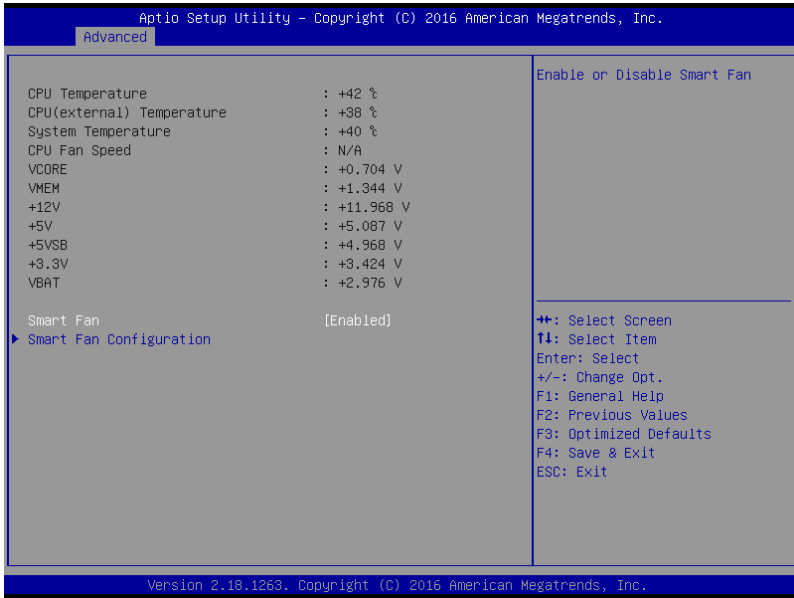 Aptio Setup Utility – Copyright (C) 2016 American Megatrends, Inc.
Advanced
CPU Temperature : +42 ℃
CPU(external) Temperature : +38 ℃
System Temperature : +40 ℃
CPU Fan Speed : N/A
VCORE : +0.704 V
VMEM : +1.344 V
+12V : +11.968 V
+5V : +5.087 V
+5VSB : +4.968 V
+3.3V : +3.424 V
VBAT : +2.976 V
Smart Fan [Enabled]
Smart Fan Configuration
Enable or Disable Smart Fan
→←: Select Screen
↑↓: Select Item
Enter: Select
+/-: Change Opt.
F1: General Help
F2: Previous Values
F3: Optimized Defaults
F4: Save & Exit
ESC: Exit
Version 2.18.1263. Copyright (C) 2016 American Megatrends, Inc.